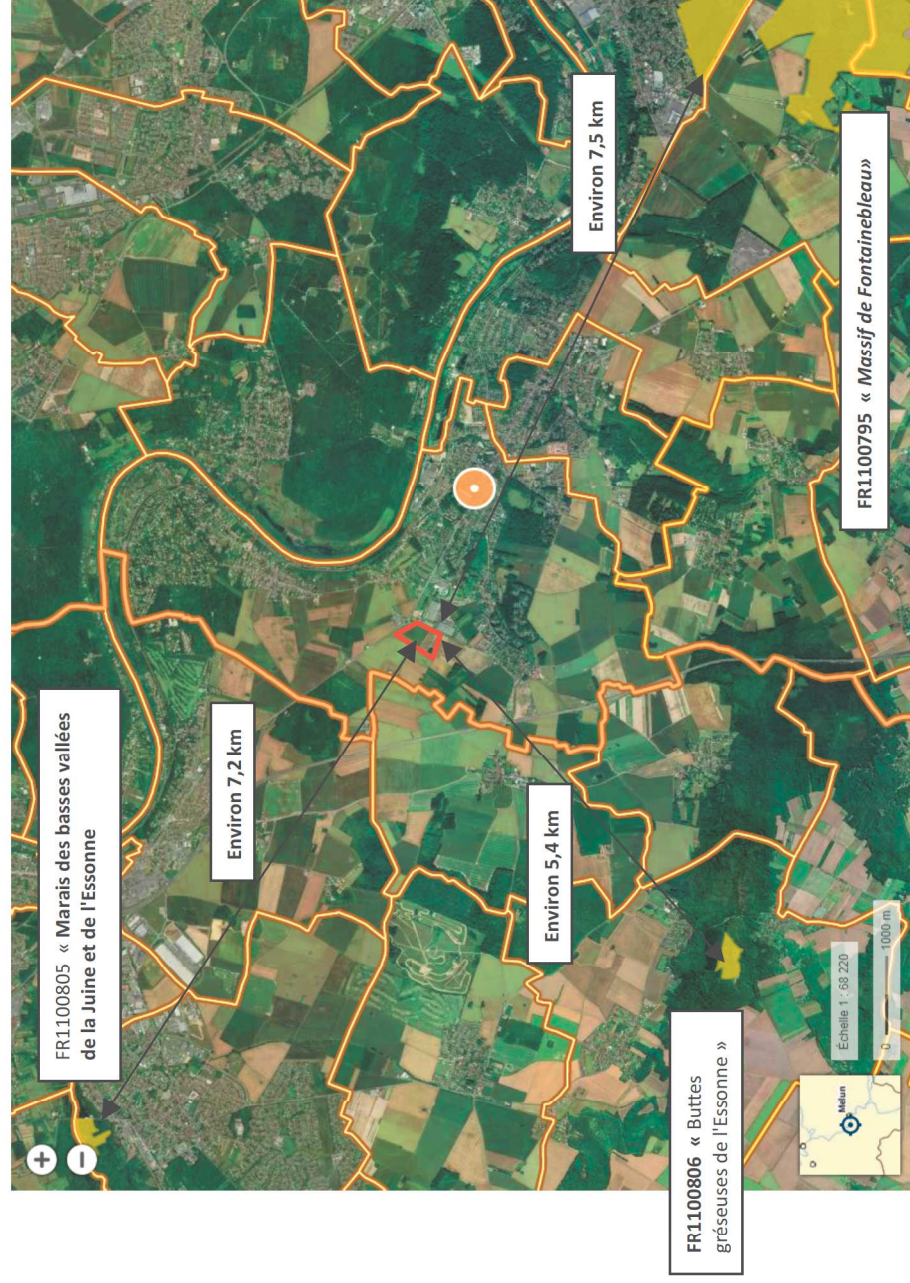 FR1100805 « Marais des basses vallées
de la Juine et de l'Essonne
Environ 7,2 km
Environ 5,4 km
Environ 7,5 km
FR1100806 « Buttes
gréseuses de l'Essonne »
FR1100795 « Massif de Fontainebleau»
Échelle 1 : 68 220
0 1000 m
Melun
+
−